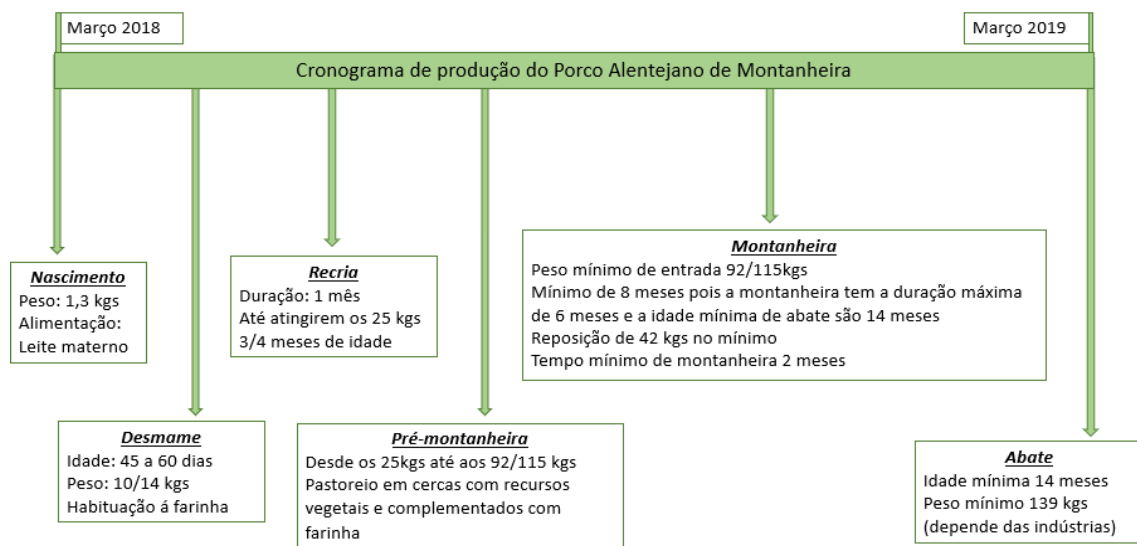 Março 2018
Março 2019
Cronograma de produção do Porco Alentejano de Montanheira
Nascimento
Peso: 1,3 kgs
Alimentação:
Leite materno
Desmame
Idade: 45 a 60 dias
Peso: 10/14 kgs
Habituação á farinha
Recria
Duração: 1 mês
Até atingirem os 25 kgs
3/4 meses de idade
Pré-montanheira
Desde os 25kgs até aos 92/115 kgs
Pastoreio em cercas com recursos
vegetais e complementados com
farinha
Montanheira
Peso mínimo de entrada 92/115kgs
Mínimo de 8 meses pois a montanheira tem a duração máxima
de 6 meses e a idade mínima de abate são 14 meses
Reposição de 42 kgs no mínimo
Tempo mínimo de montanheira 2 meses
Abate
Idade mínima 14 meses
Peso mínimo 139 kgs
(depende das indústrias)